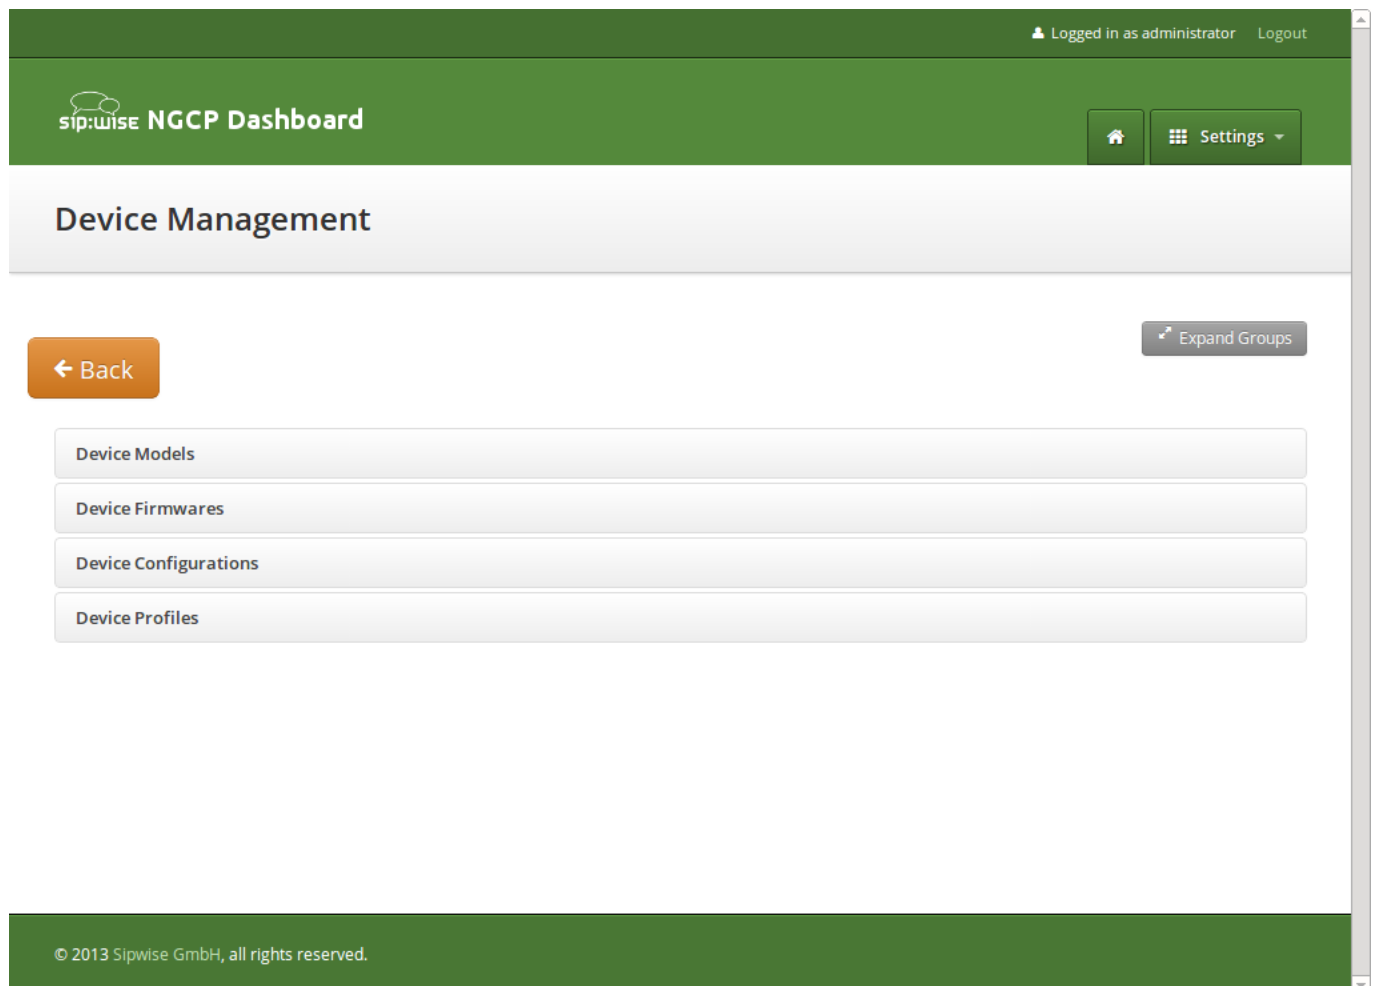 Logged in as administrator Logout
sip:wise NGCP Dashboard
Settings
Device Management
Expand Groups
Back
Device Models
Device Firmwares
Device Configurations
Device Profiles
© 2013 Sipwise GmbH, all rights reserved.